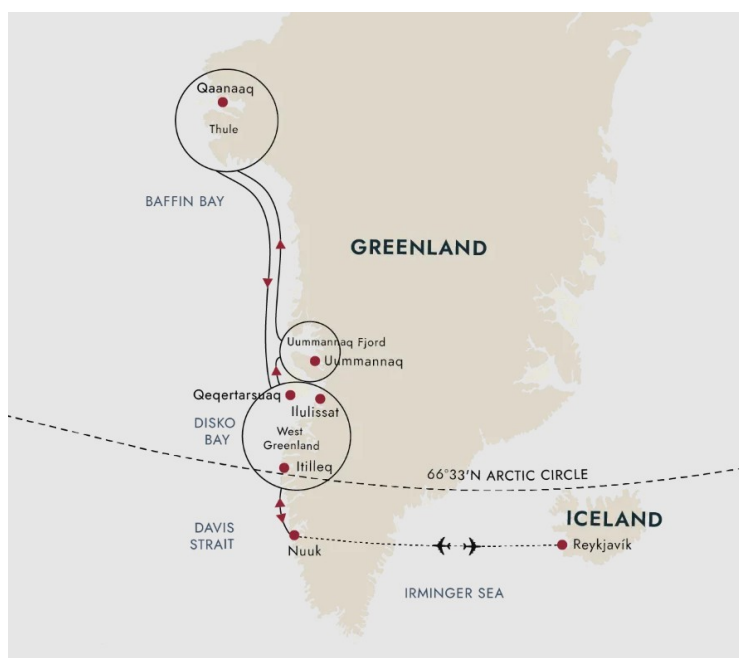 Qaanaaq
Thule
BAFFIN BAY
GREENLAND
Uummannaq Fjord
Uummannaq
Qeqertarsuaq
Ilulissat
DISKO
BAY
West
Greenland
Itilleq
66°33'N ARCTIC CIRCLE
ICELAND
DAVIS
STRAIT
Nuuk
Reykjavík
IRMINGER SEA